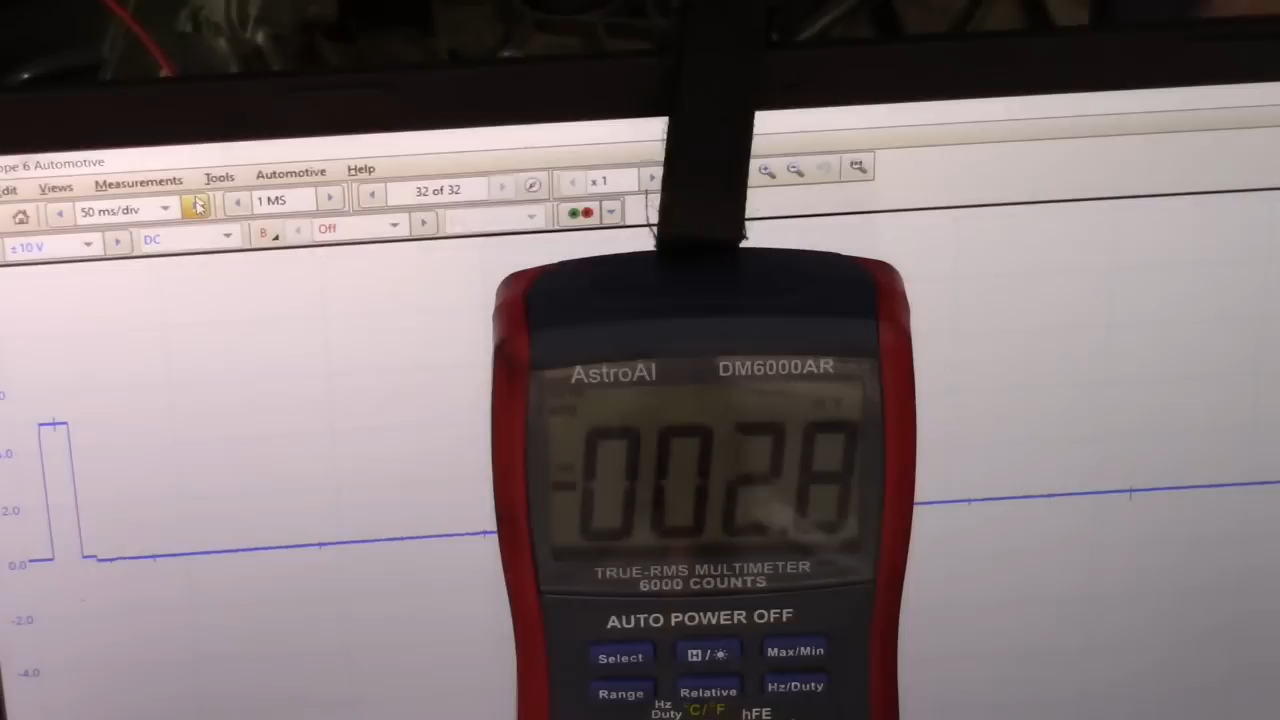 ope 6 Automotive
dit Views Measurements Tools Automotive Help
50 ms/div 1 MS 32 of 32 x 1
±10 V DC B Off
AstroAI DM6000AR
.0
2.0
0.0
-2.0
-4.0
-002.8
TRUE-RMS MULTIMETER
6000 COUNTS
AUTO POWER OFF
Select H/☀ Max/Min
Range Relative Hz/Duty
Hz
Duty °C/°F hFE